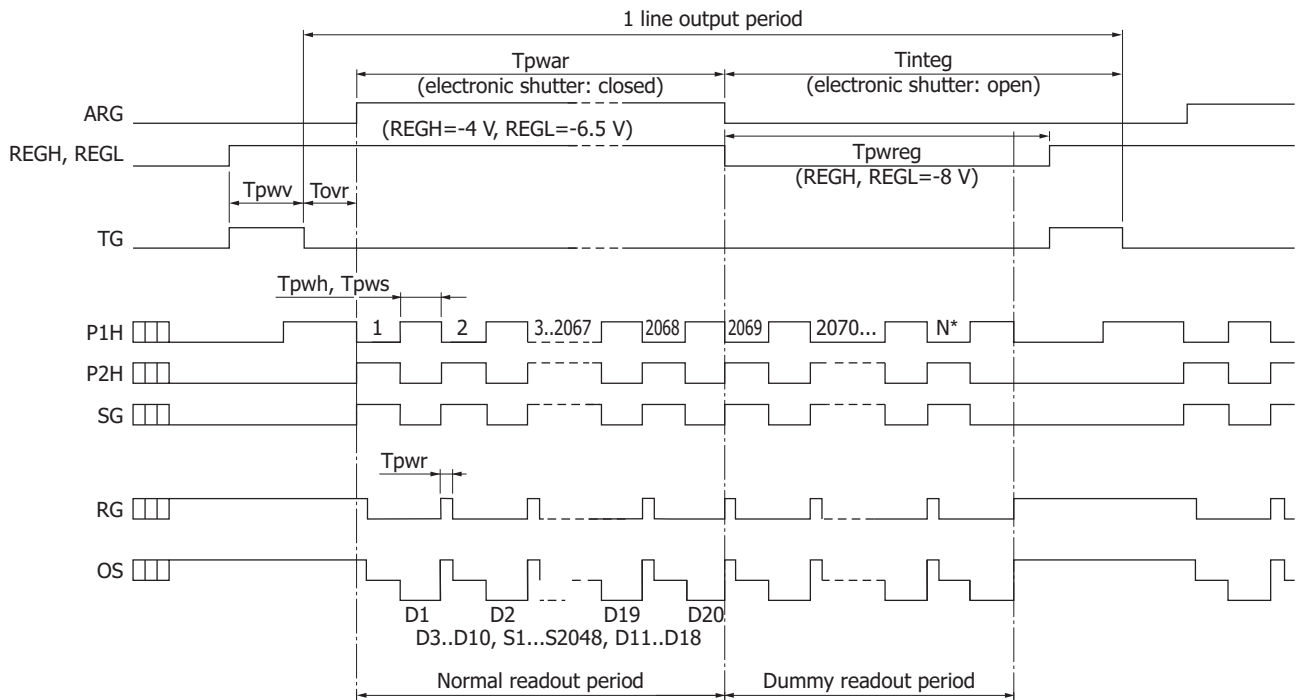 1 line output period
Tpwar
(electronic shutter: closed)
Tinteg
(electronic shutter: open)
ARG
(REGH=-4 V, REGL=-6.5 V)
REGH, REGL
Tpwreg
(REGH, REGL=-8 V)
Tpwv
Tovr
TG
Tpwh, Tpws
P1H
1
2
3..2067
2068
2069
2070...
N*
P2H
SG
Tpwr
RG
OS
D1
D2
D19
D20
D3..D10, S1...S2048, D11..D18
Normal readout period
Dummy readout period